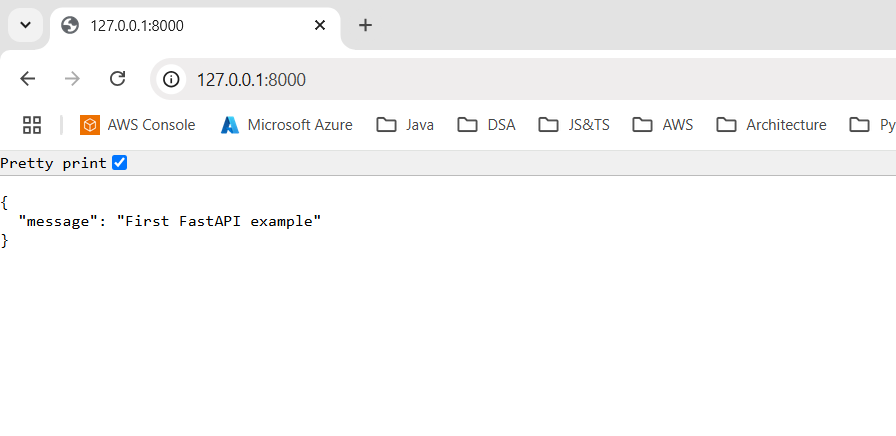 127.0.0.1:8000
127.0.0.1:8000
AWS Console Microsoft Azure Java DSA JS&TS AWS Architecture Py
Pretty print
{
"message": "First FastAPI example"
}